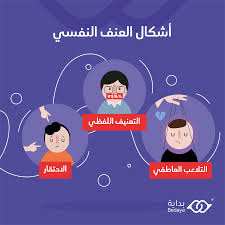 أشكال العنف النفسي
التعنيف اللفظي
التلاعب العاطفي
الاحتقار
بداية
Bedaya